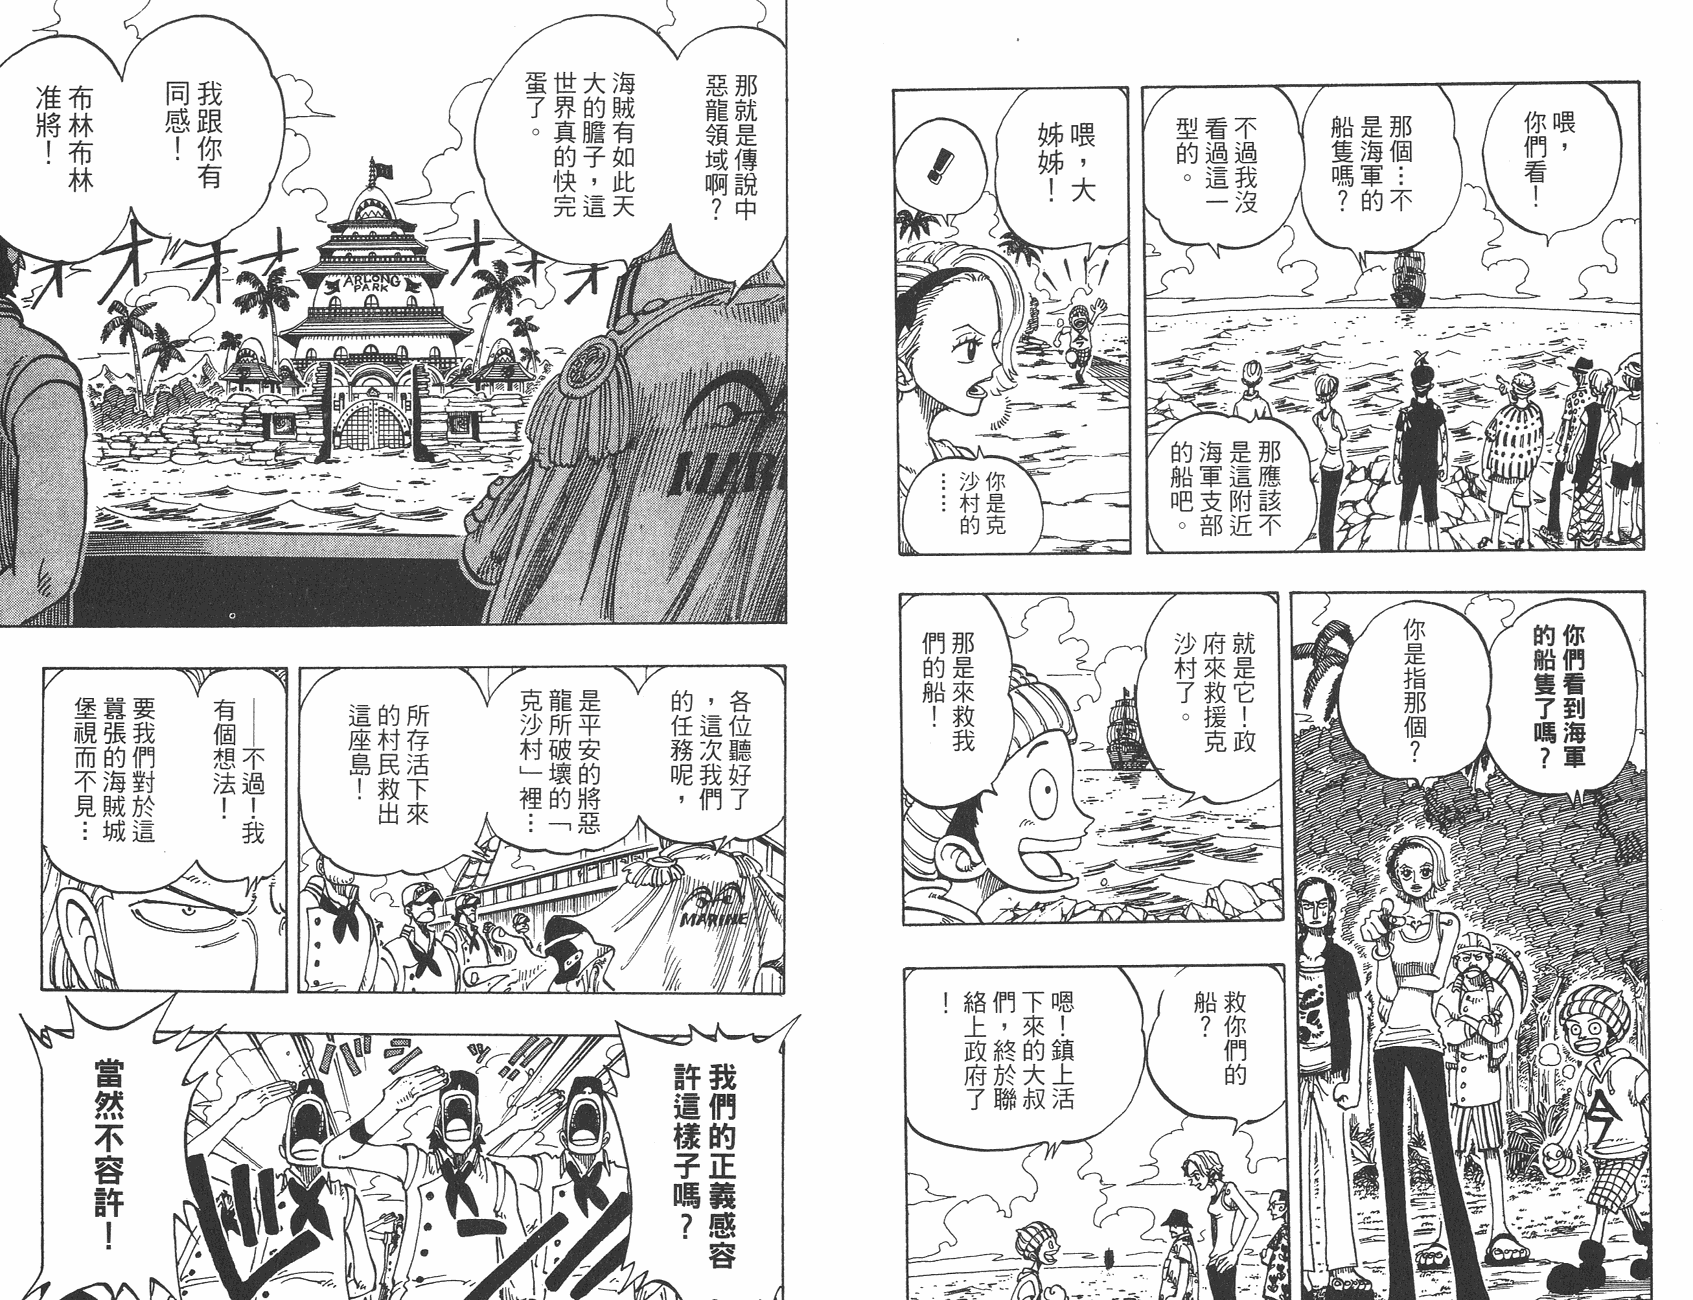 喂，
你們看！
那個…不
是海軍的
船隻嗎？
不過我沒
看過這一
型的。
那應該不
是這附近
海軍支部
的船吧。
喂，大
姊姊！
！
你是克
沙村的
……
你們看到海軍
的船隻了嗎？
你是指那個？
就是它！政
府來救援克
沙村了。
那是來救我
們的船！
救你們的
船？
嗯！鎮上活
下來的大叔
們，終於聯
絡上政府了
！
那就是傳說中
惡龍領域啊？
海賊有如此天
大的膽子，這
世界真的快完
蛋了。
我跟你有
同感！
布林布林
准將！
ARLONG
PARK
オオオオオオ
MARI
各位聽好了
，這次我們
的任務呢，
是平安的將惡
龍所破壞的「
克沙村」裡…
所存活下來
的村民救出
這座島！
MARINE
——不過！我
有個想法！
要我們對於這
囂張的海賊城
堡視而不見…
我們的正義感容
許這樣子嗎？
當然不容許！
ドーン